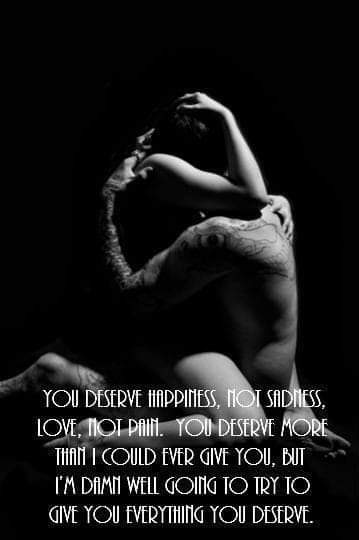 YOU DESERVE HAPPINESS, NOT SADNESS,
LOVE, NOT PAIN. YOU DESERVE MORE
THAN I COULD EVER GIVE YOU, BUT
I'M DAMN WELL GOING TO TRY TO
GIVE YOU EVERYTHING YOU DESERVE.